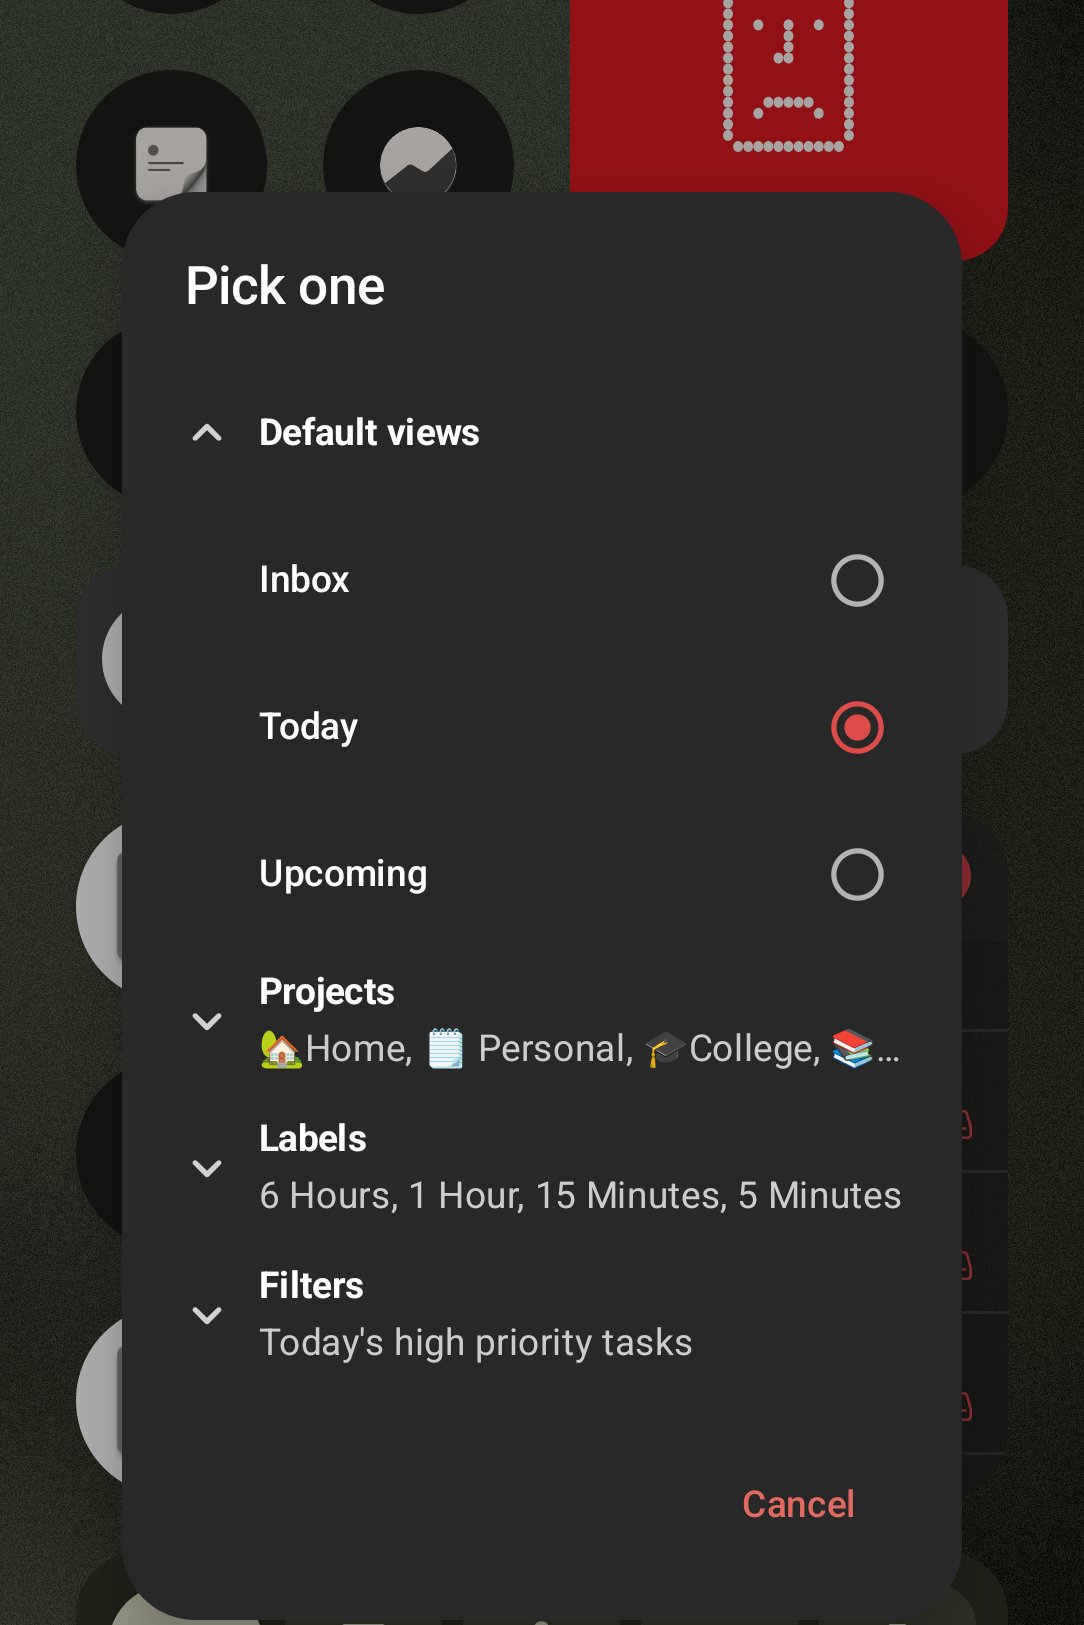 Pick one
Default views
Inbox
Today
Upcoming
Projects
🏡Home, 🗒️ Personal, 🎓College, 📚...
Labels
6 Hours, 1 Hour, 15 Minutes, 5 Minutes
Filters
Today's high priority tasks
Cancel